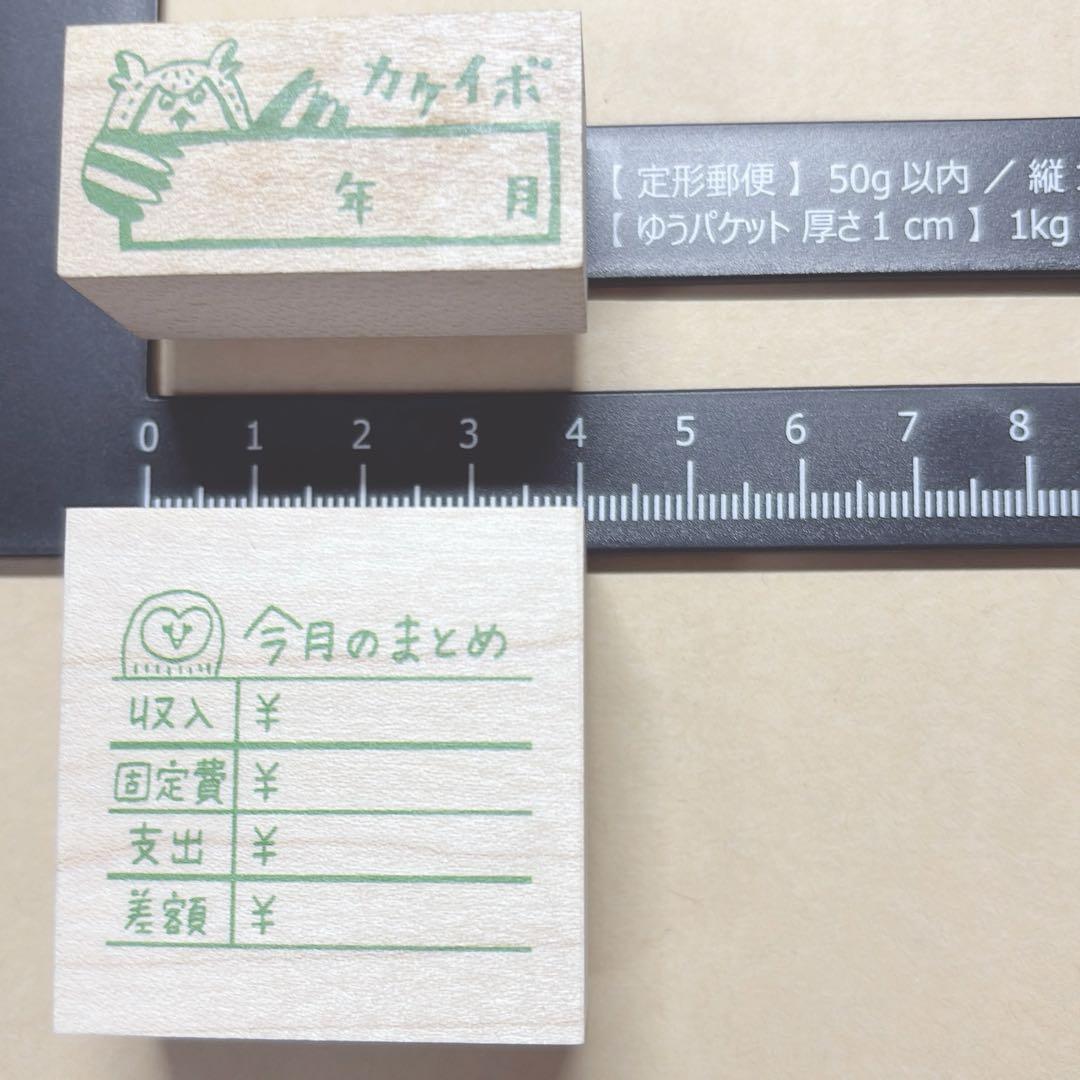 カケイボ
年 月
【 定形郵便 】 50g 以内 ／ 縦
【 ゆうパケット 厚さ 1 cm 】 1kg
0 1 2 3 4 5 6 7 8
今月のまとめ
収入 ¥
固定費 ¥
支出 ¥
差額 ¥